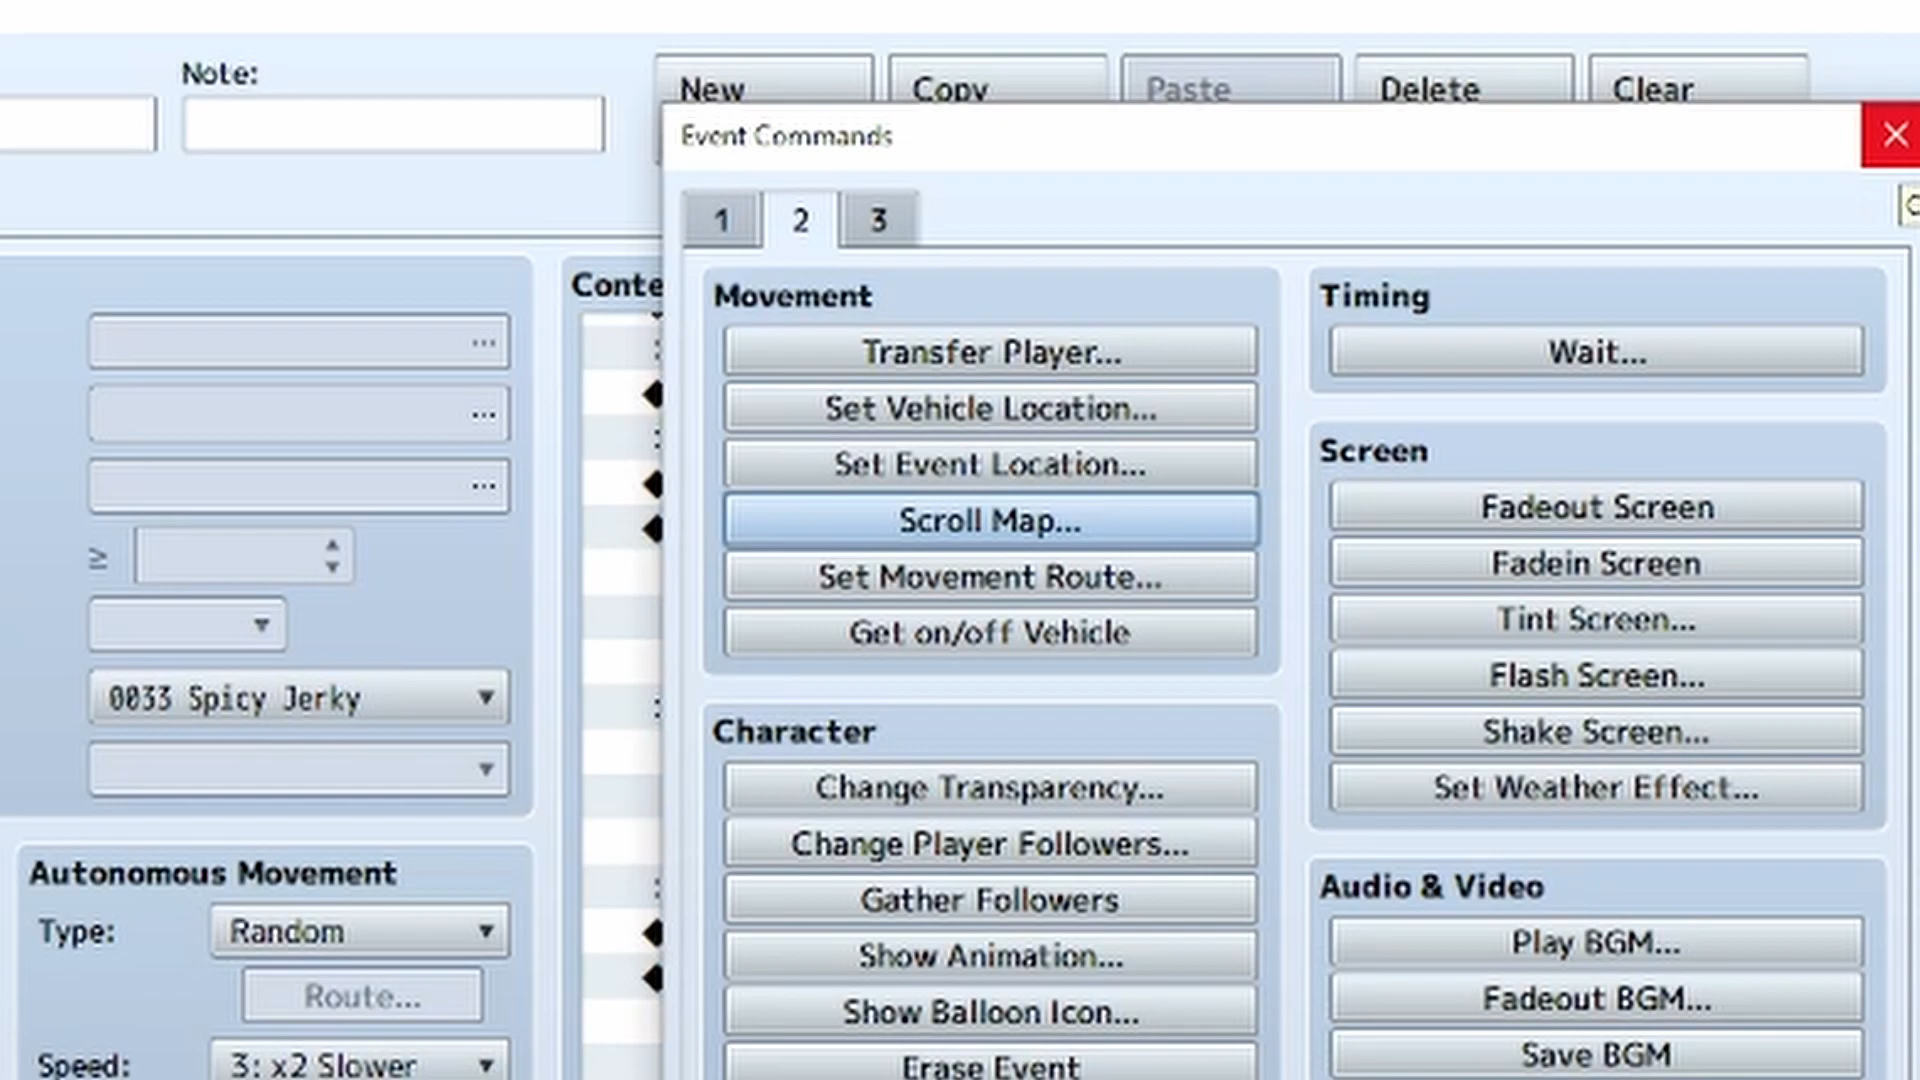 Note:
New
Copy
Paste
Delete
Clear
Event Commands
1
2
3
Conte
Movement
Transfer Player...
Set Vehicle Location...
Set Event Location...
Scroll Map...
Set Movement Route...
Get on/off Vehicle
Timing
Wait...
Screen
Fadeout Screen
Fadein Screen
Tint Screen...
Flash Screen...
Shake Screen...
Set Weather Effect...
...
...
...
≥
0033 Spicy Jerky
Character
Change Transparency...
Change Player Followers...
Gather Followers
Show Animation...
Show Balloon Icon...
Erase Event
Audio & Video
Play BGM...
Fadeout BGM...
Save BGM
Autonomous Movement
Type:
Random
Route...
Speed:
3: x2 Slower